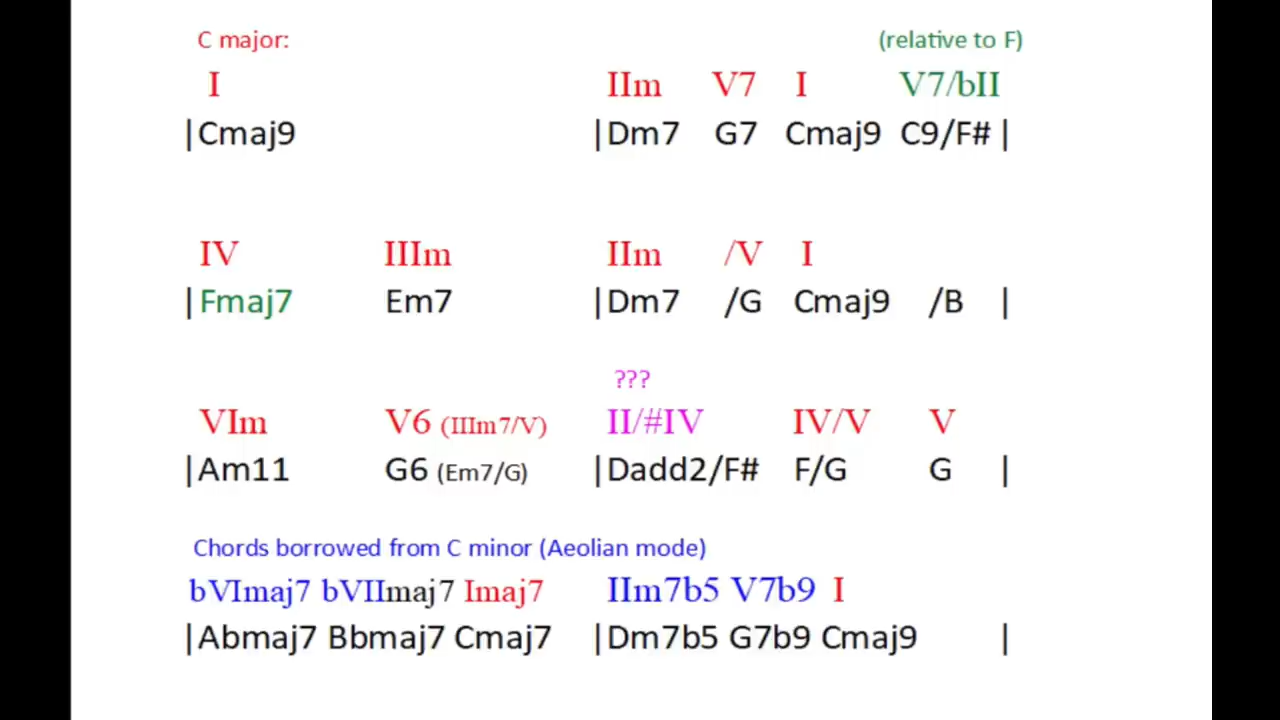 C major: (relative to F)
I IIm V7 I V7/bII
|Cmaj9 |Dm7 G7 Cmaj9 C9/F# |
IV IIIm IIm /V I
|Fmaj7 Em7 |Dm7 /G Cmaj9 /B |
???
VIm V6 (IIIm7/V) II/#IV IV/V V
|Am11 G6 (Em7/G) |Dadd2/F# F/G G |
Chords borrowed from C minor (Aeolian mode)
bVImaj7 bVIImaj7 Imaj7 IIm7b5 V7b9 I
|Abmaj7 Bbmaj7 Cmaj7 |Dm7b5 G7b9 Cmaj9 |